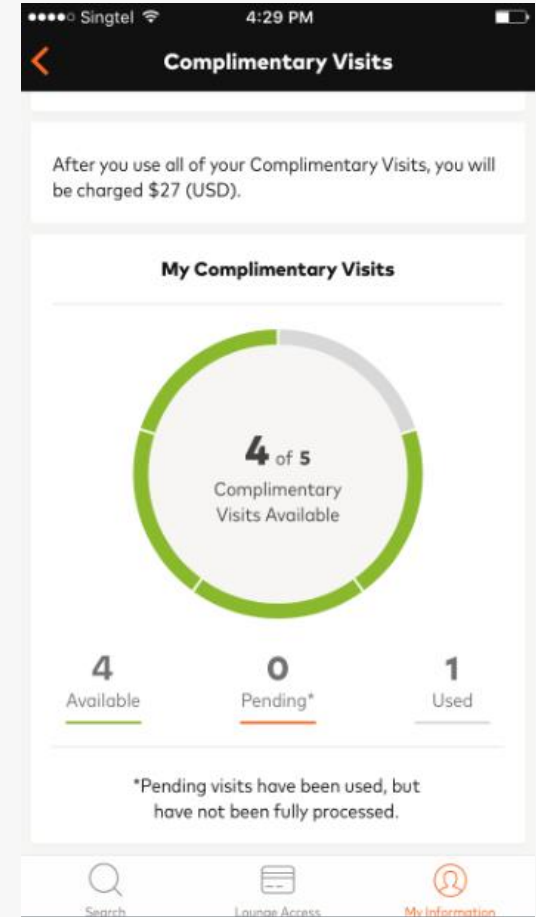 Singtel 4:29 PM
Complimentary Visits
After you use all of your Complimentary Visits, you will
be charged $27 (USD).
My Complimentary Visits
4 of 5
Complimentary
Visits Available
4 0 1
Available Pending* Used
*Pending visits have been used, but
have not been fully processed.
Search Lounge Access My Information